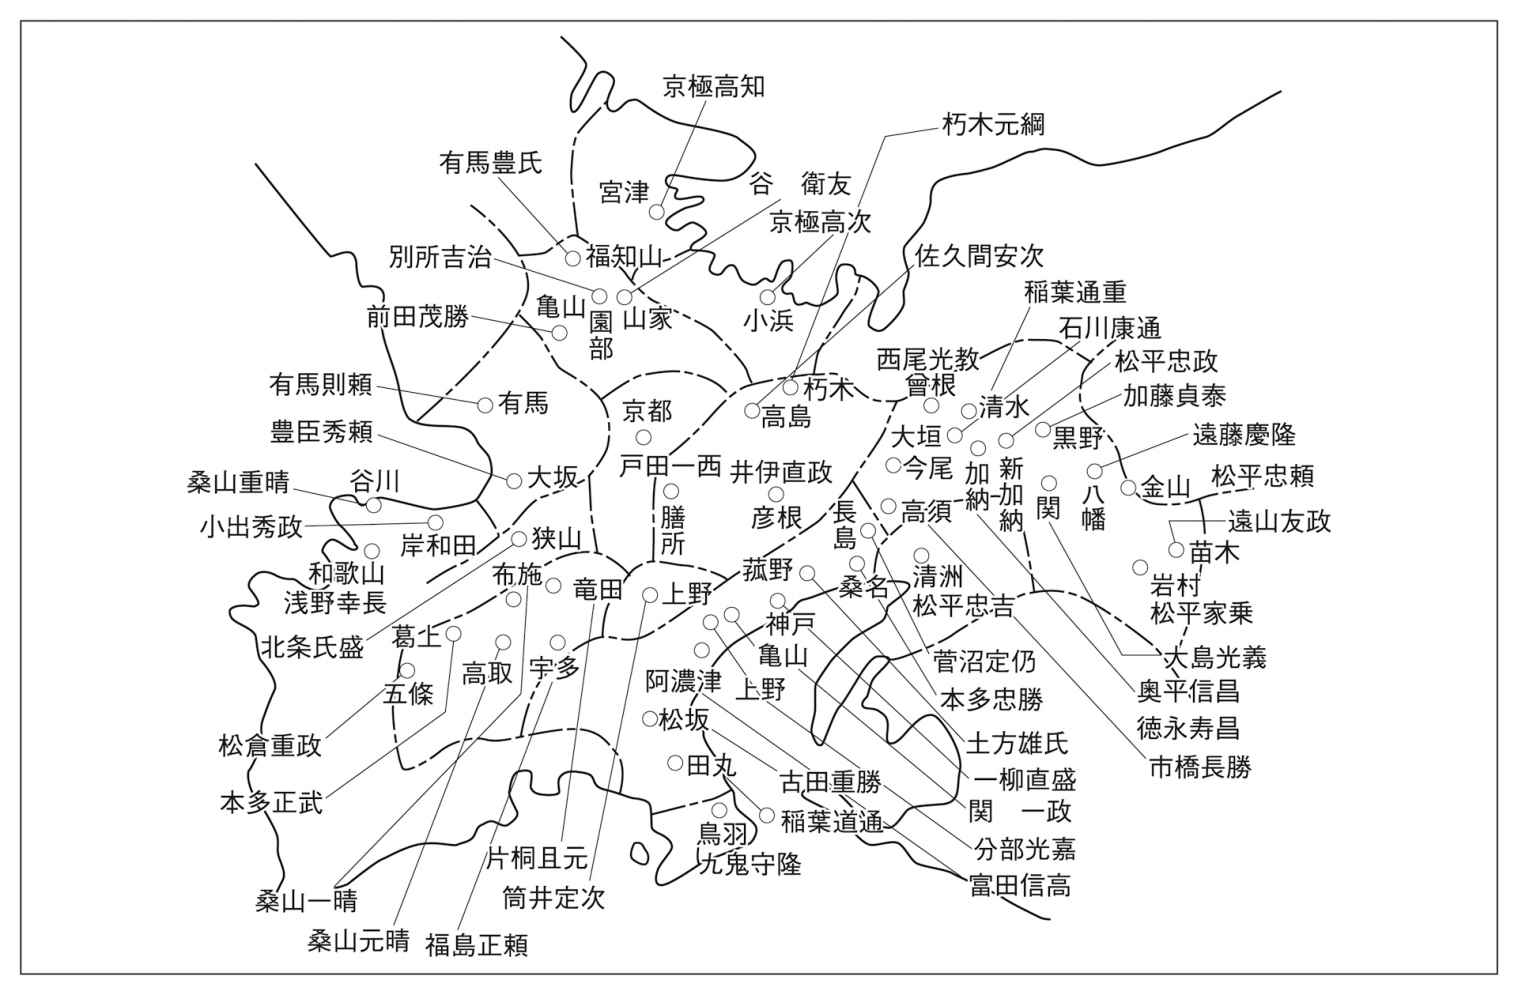 京極高知
朽木元綱
有馬豊氏
宮津
谷　衛友
京極高次
別所吉治
福知山
佐久間安次
亀山
園部
山家
小浜
稲葉通重
前田茂勝
石川康通
西尾光教
曾根
松平忠政
有馬則頼
有馬
京都
朽木
高島
清水
加藤貞泰
豊臣秀頼
大垣
黒野
遠藤慶隆
戸田一西
膳所
井伊直政
彦根
今尾
加納
新加納
関
八幡
金山
松平忠頼
桑山重晴
谷川
大坂
小出秀政
岸和田
狭山
長島
高須
遠山友政
苗木
和歌山
浅野幸長
布施
竜田
上野
菰野
桑名
清洲
松平忠吉
岩村
松平家乗
北条氏盛
葛上
高取
宇多
神戸
亀山
上野
阿濃津
菅沼定仍
大島光義
五條
本多忠勝
奥平信昌
松倉重政
松坂
土方雄氏
徳永寿昌
田丸
古田重勝
一柳直盛
市橋長勝
本多正武
鳥羽
九鬼守隆
稲葉道通
関　一政
片桐且元
分部光嘉
筒井定次
富田信高
桑山一晴
桑山元晴
福島正頼